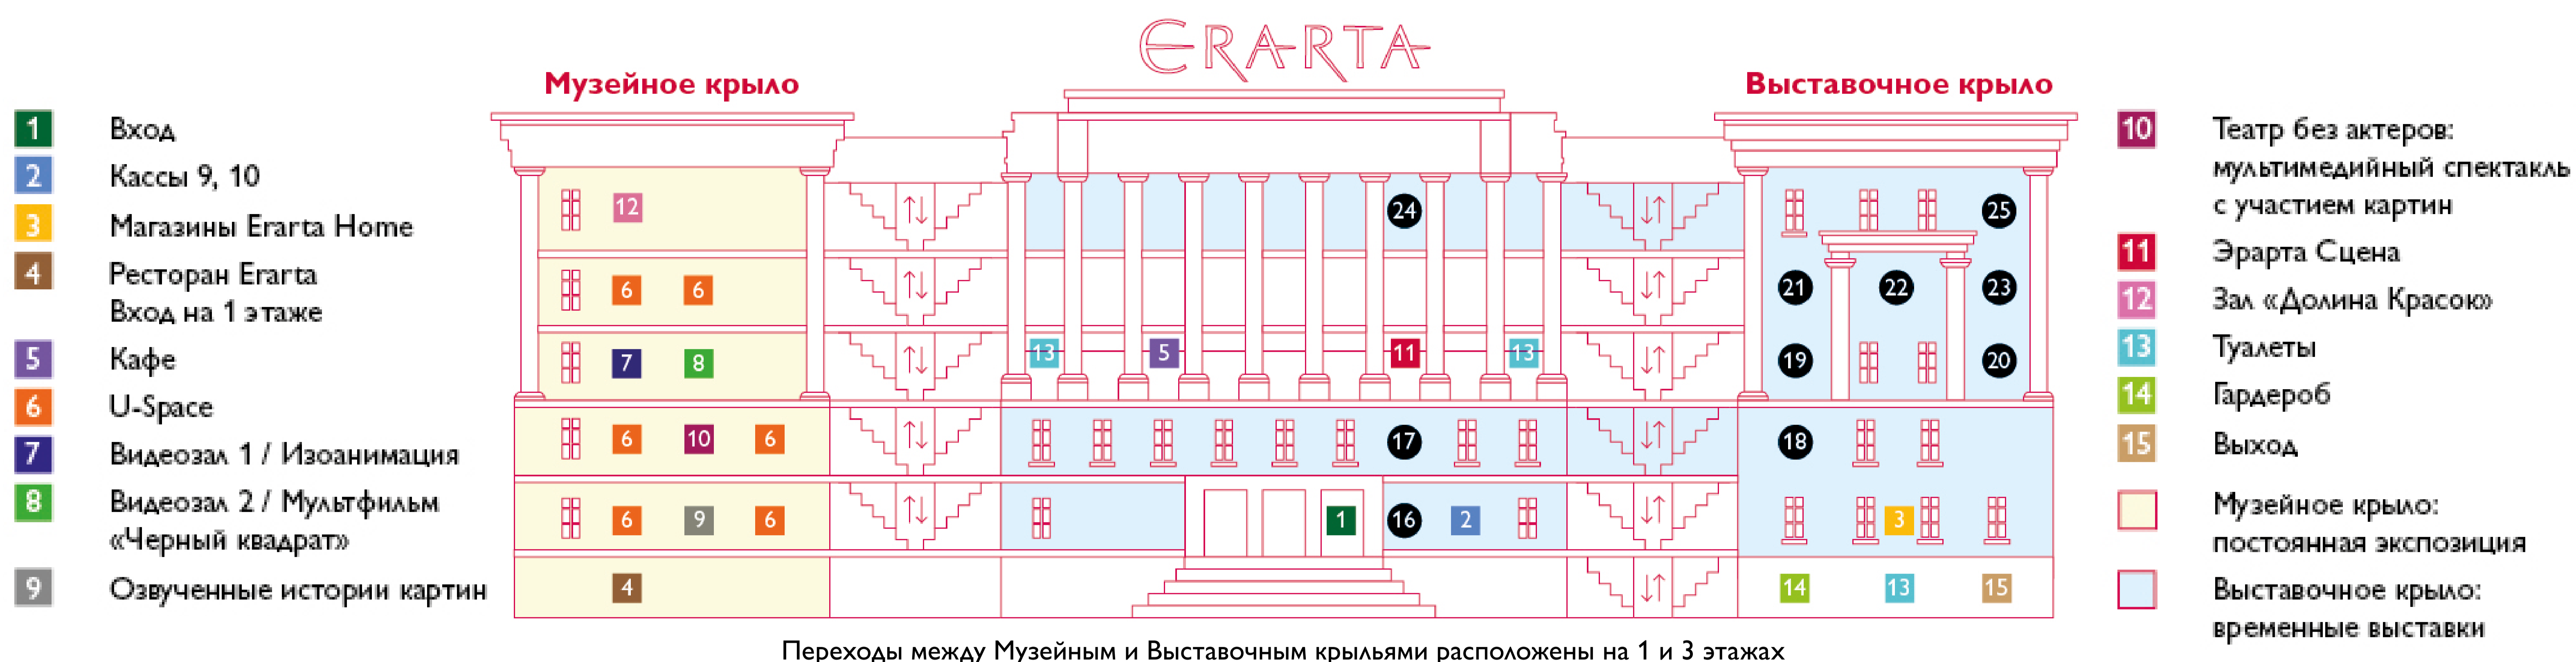 ERARTA
Музейное крыло
Выставочное крыло
1 Вход
2 Кассы 9, 10
3 Магазины Erarta Home
4 Ресторан Erarta
Вход на 1 этаже
5 Кафе
6 U-Space
7 Видеозал 1 / Изоанимация
8 Видеозал 2 / Мультфильм
«Черный квадрат»
9 Озвученные истории картин
12 24 25
6 6 21 22 23
7 8 13 5 11 13 19 20
6 10 6 17 18
6 9 6 1 16 2 3
4 14 13 15
10 Театр без актеров:
мультимедийный спектакль
с участием картин
11 Эрарта Сцена
12 Зал «Долина Красою»
13 Туалеты
14 Гардероб
15 Выход
Музейное крыло:
постоянная экспозиция
Выставочное крыло:
временные выставки
Переходы между Музейным и Выставочным крыльями расположены на 1 и 3 этажах